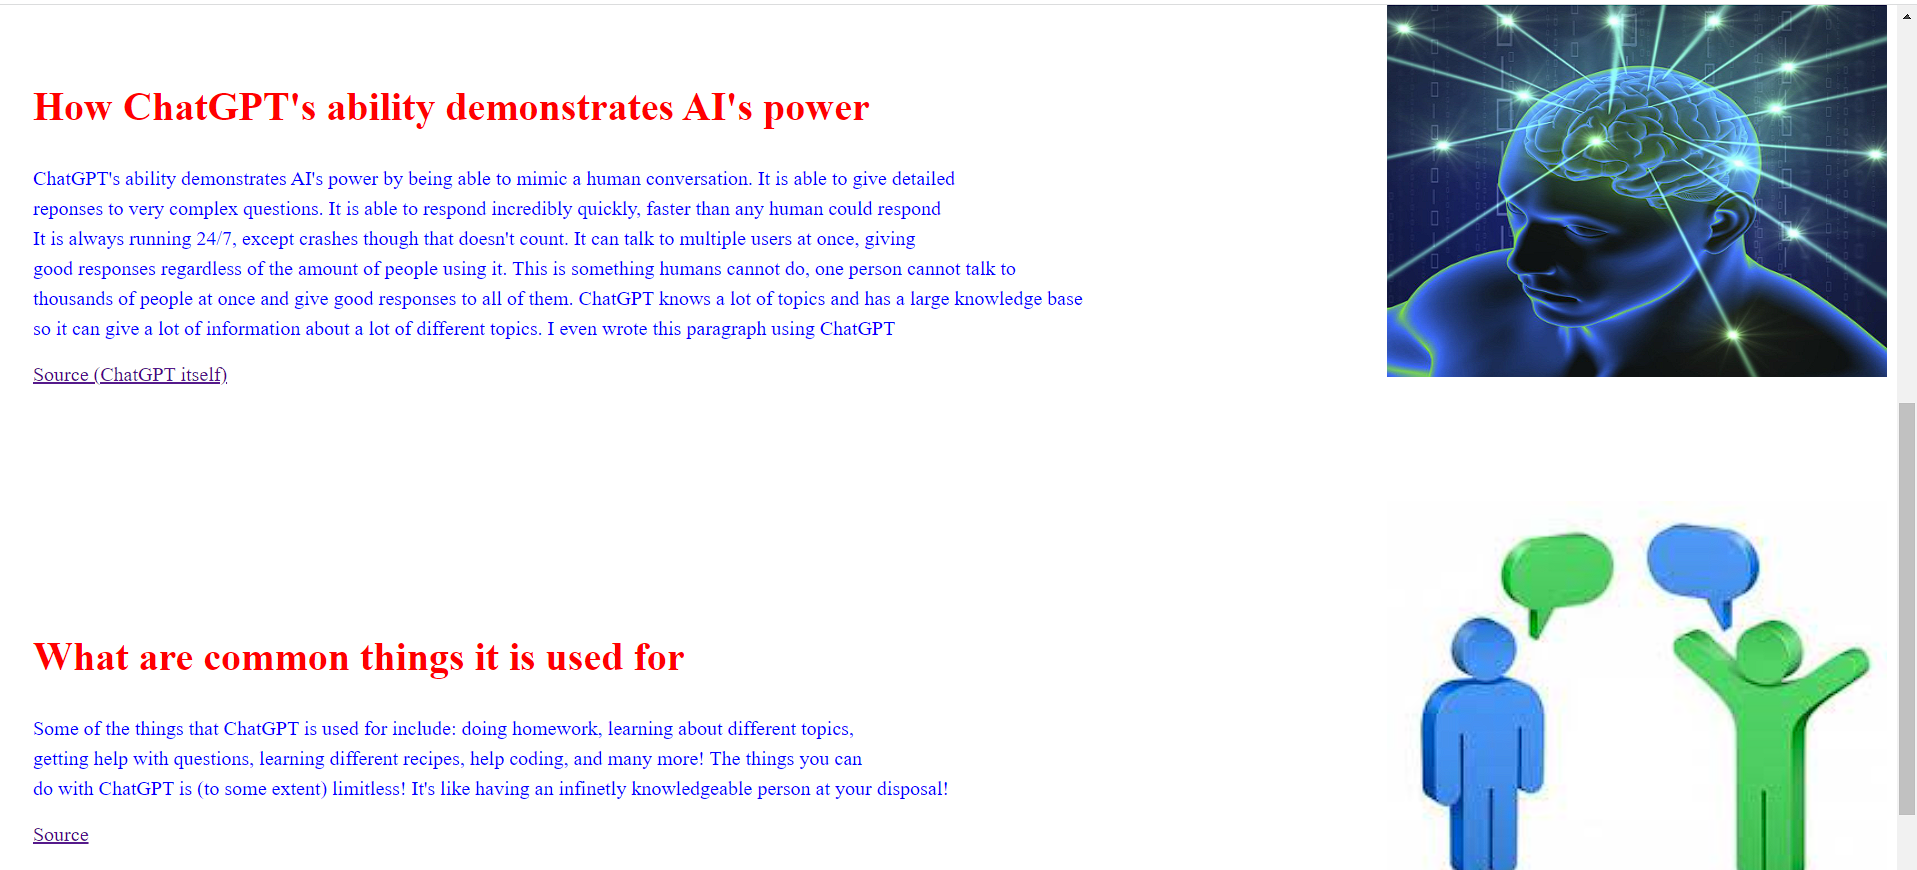 How ChatGPT's ability demonstrates AI's power
ChatGPT's ability demonstrates AI's power by being able to mimic a human conversation. It is able to give detailed
reponses to very complex questions. It is able to respond incredibly quickly, faster than any human could respond
It is always running 24/7, except crashes though that doesn't count. It can talk to multiple users at once, giving
good responses regardless of the amount of people using it. This is something humans cannot do, one person cannot talk to
thousands of people at once and give good responses to all of them. ChatGPT knows a lot of topics and has a large knowledge base
so it can give a lot of information about a lot of different topics. I even wrote this paragraph using ChatGPT
Source (ChatGPT itself)
What are common things it is used for
Some of the things that ChatGPT is used for include: doing homework, learning about different topics,
getting help with questions, learning different recipes, help coding, and many more! The things you can
do with ChatGPT is (to some extent) limitless! It's like having an infinetly knowledgeable person at your disposal!
Source